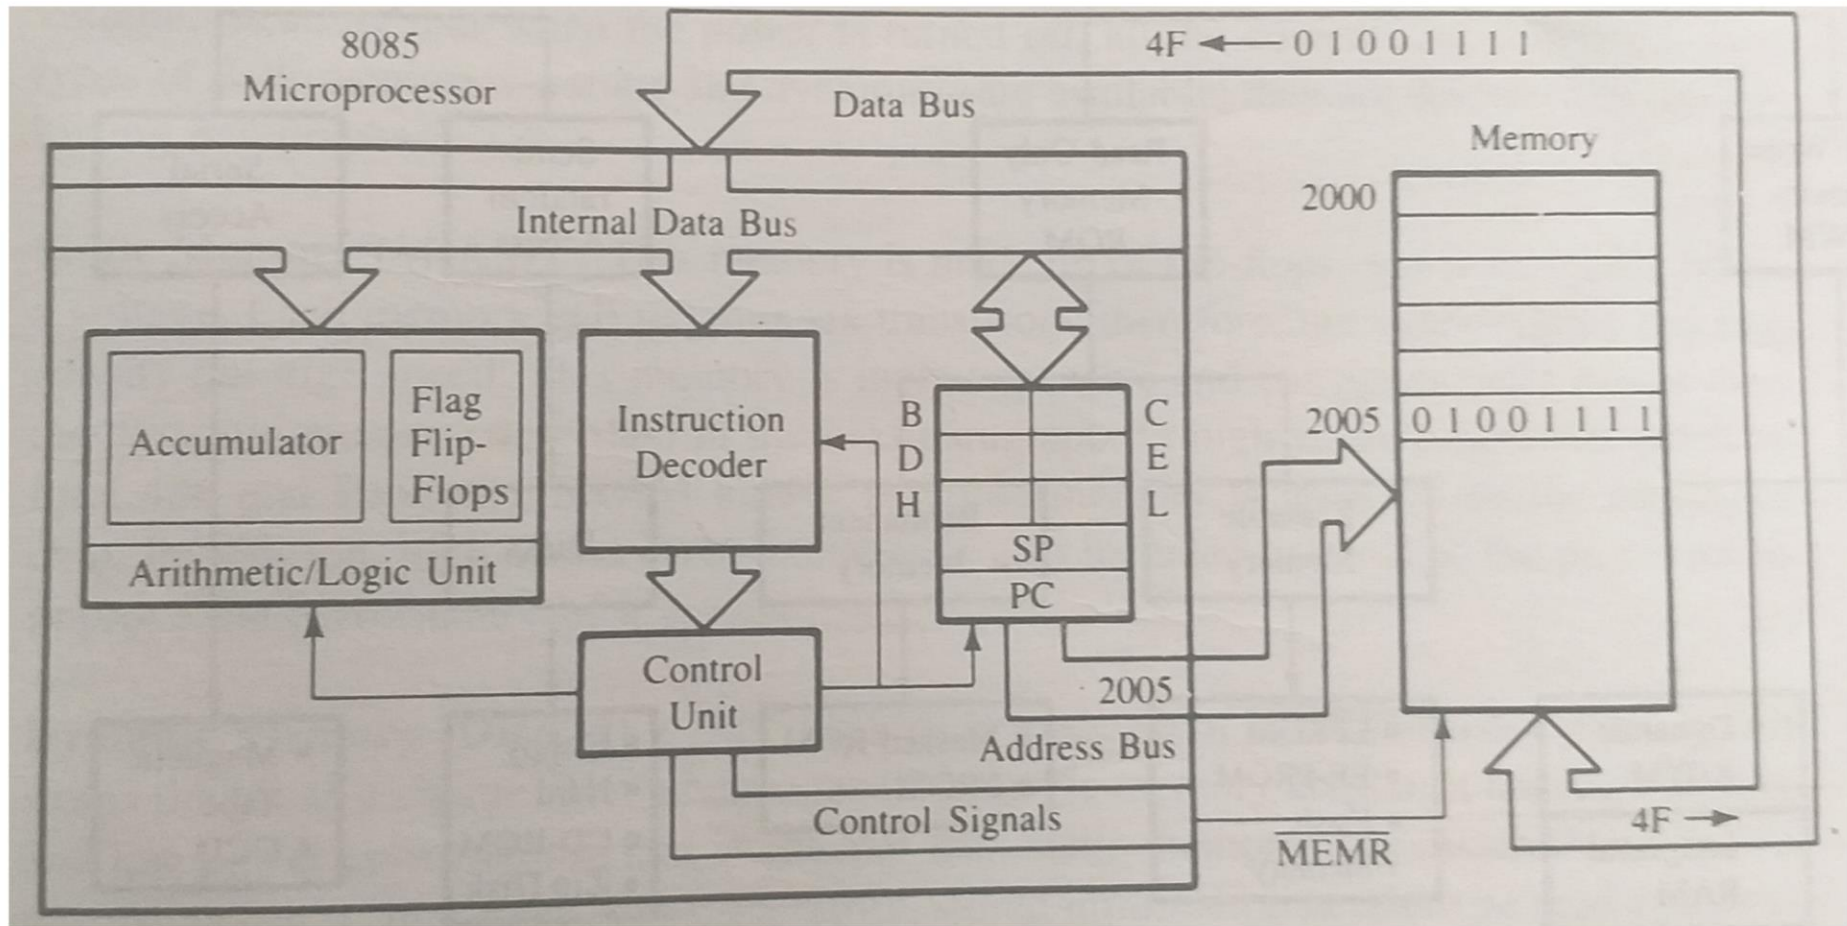 8085
Microprocessor
4F ← 0 1 0 0 1 1 1 1
Data Bus
Memory
2000
Internal Data Bus
2005 0 1 0 0 1 1 1 1
Accumulator
Flag
Flip-
Flops
Arithmetic/Logic Unit
Instruction
Decoder
B C
D E
H L
SP
PC
Control
Unit
2005
Address Bus
Control Signals
MEMR
4F →